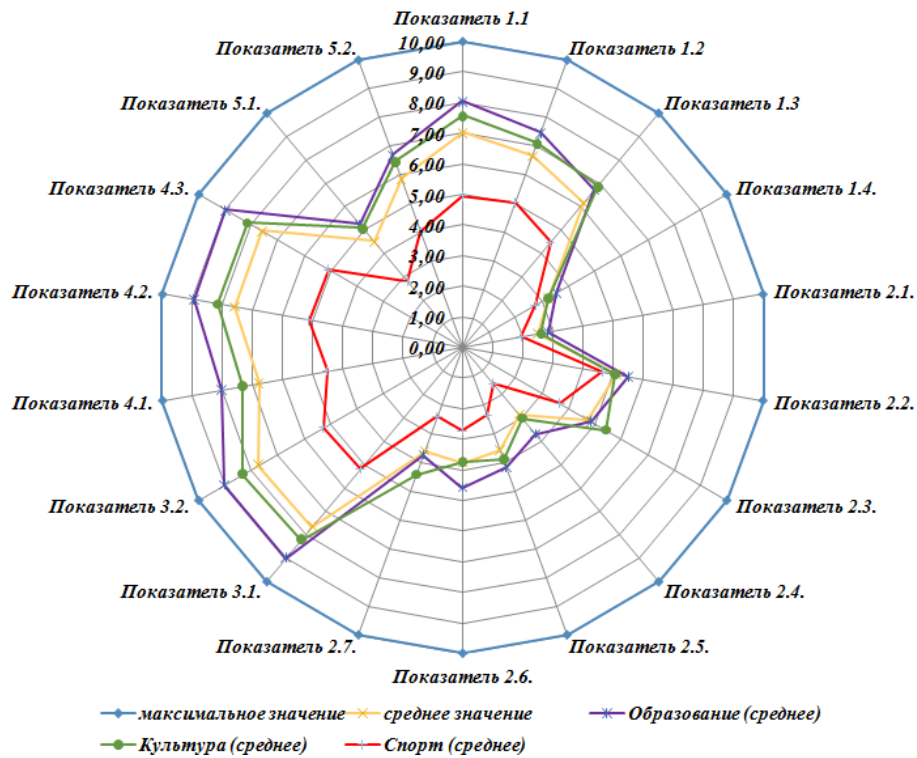 Показатель 1.1
Показатель 1.2
Показатель 1.3
Показатель 1.4.
Показатель 2.1.
Показатель 2.2.
Показатель 2.3.
Показатель 2.4.
Показатель 2.5.
Показатель 2.6.
Показатель 2.7.
Показатель 3.1.
Показатель 3.2.
Показатель 4.1.
Показатель 4.2.
Показатель 4.3.
Показатель 5.1.
Показатель 5.2.
10,00
9,00
8,00
7,00
6,00
5,00
4,00
3,00
2,00
1,00
0,00
максимальное значение
среднее значение
Образование (среднее)
Культура (среднее)
Спорт (среднее)